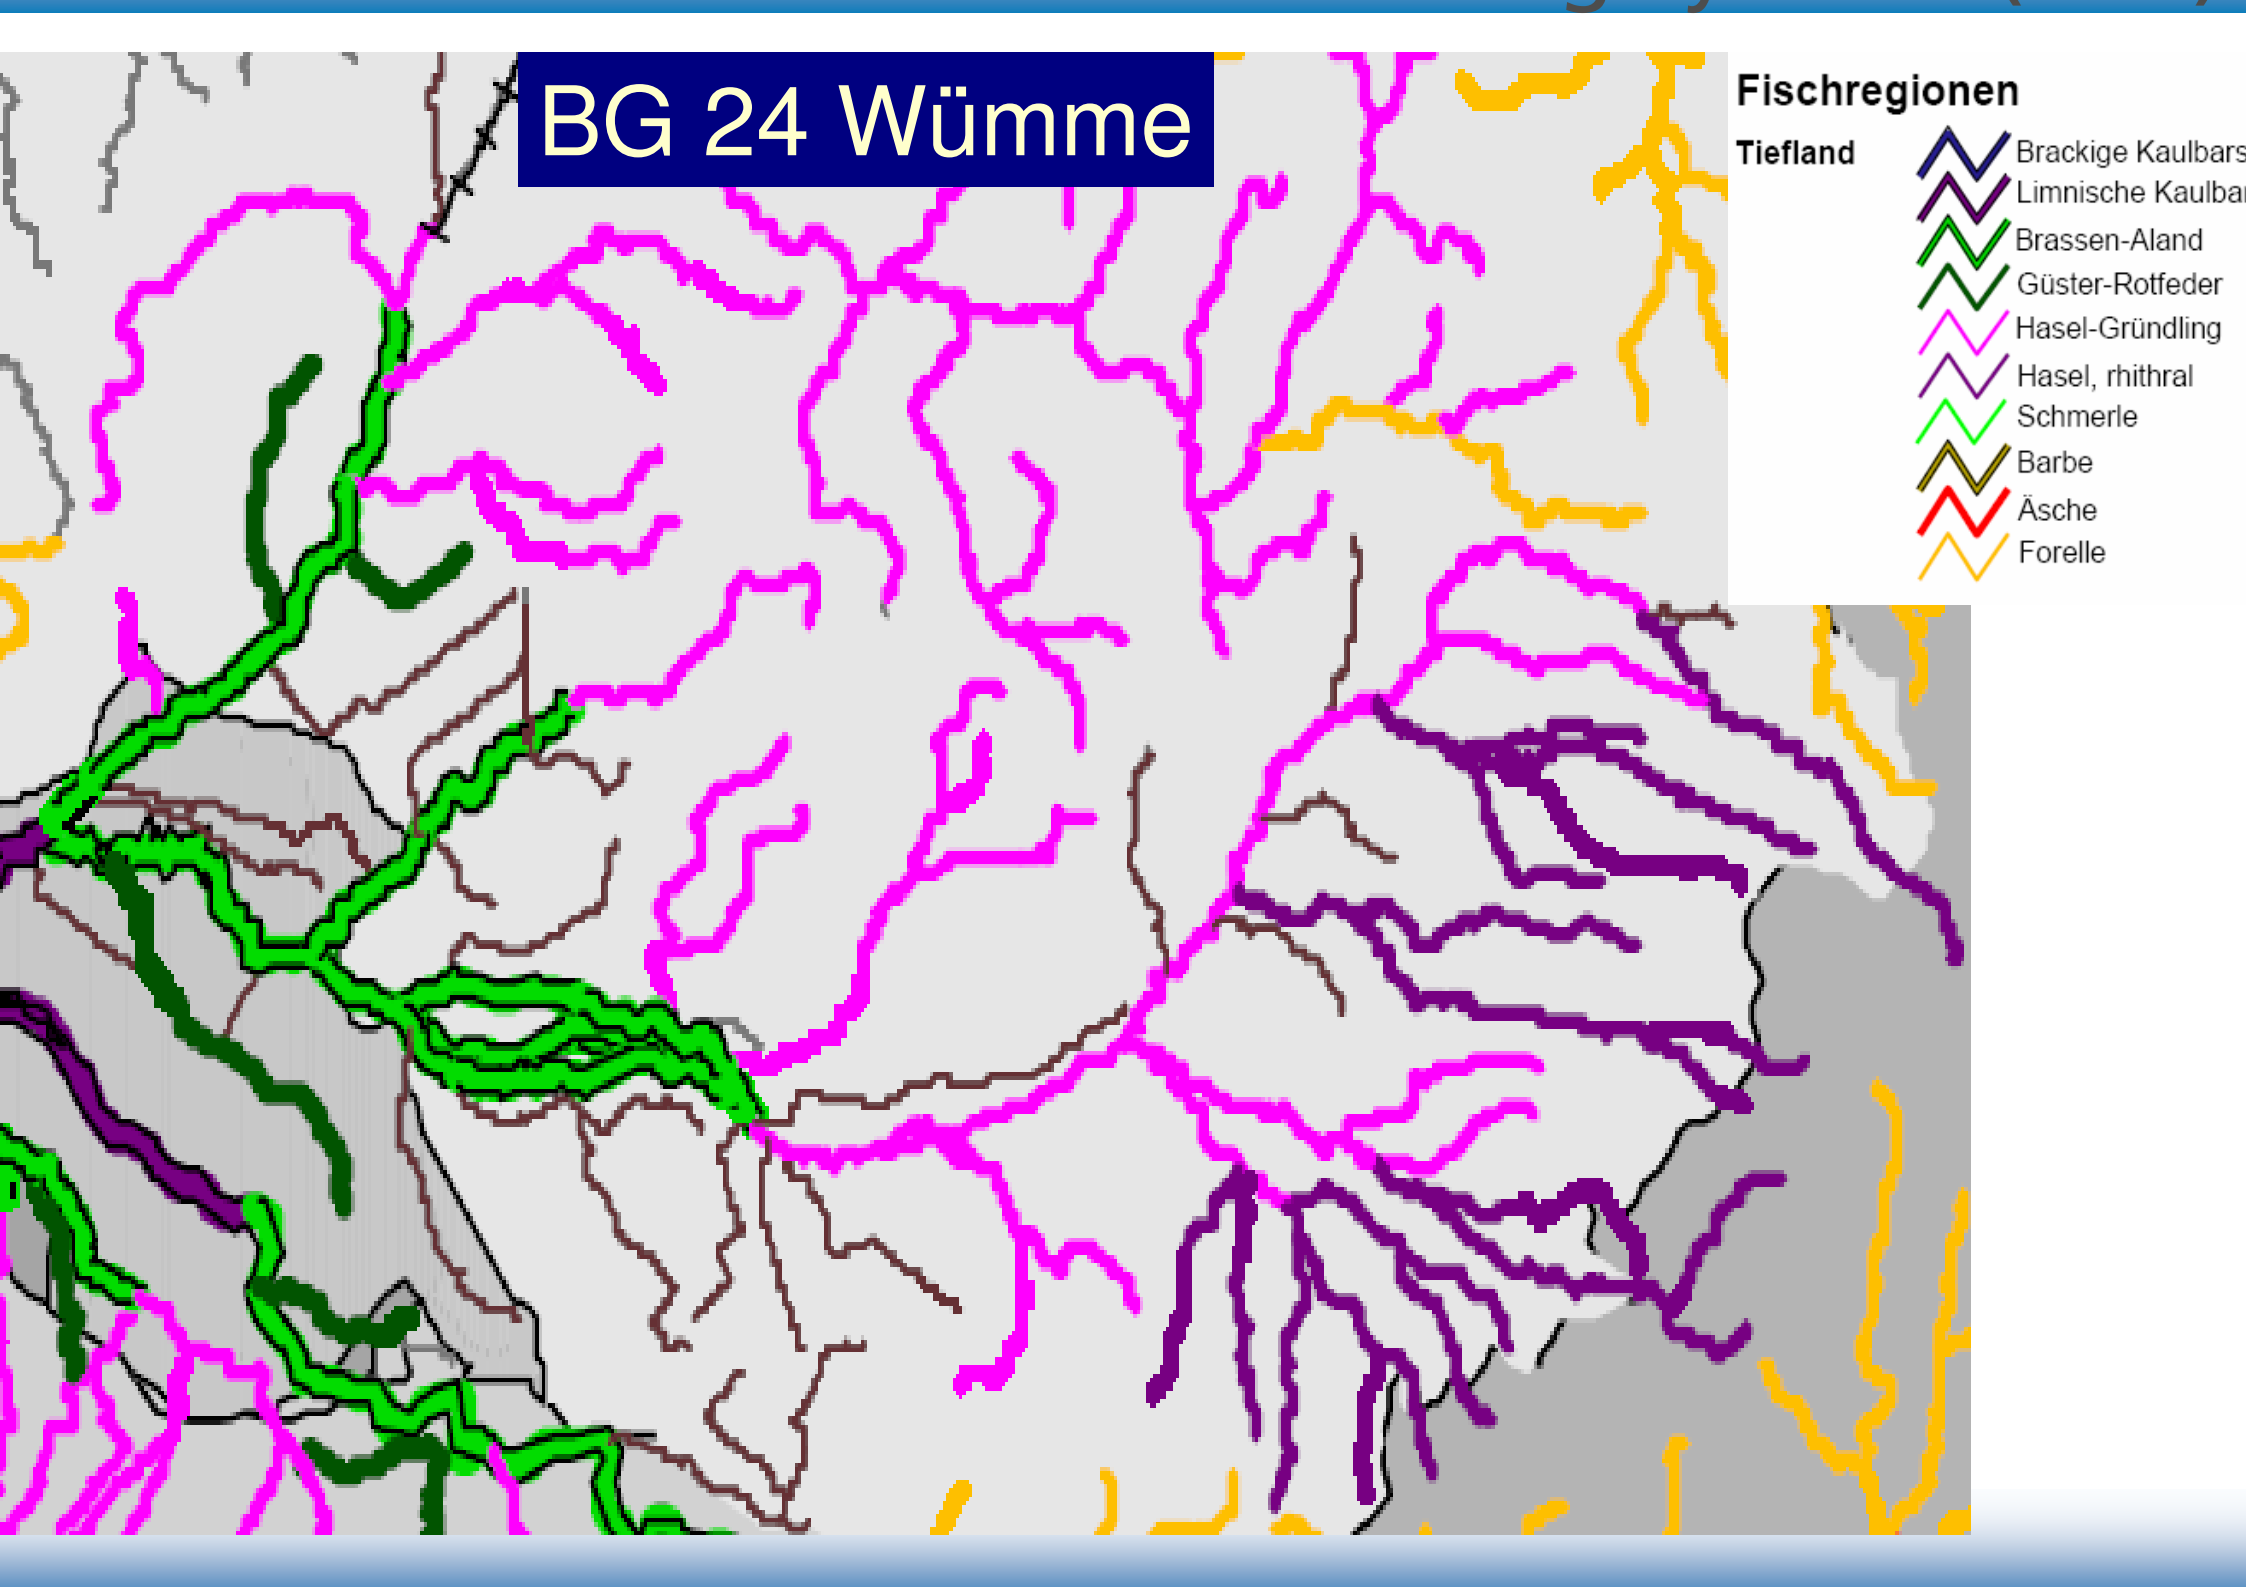 BG 24 Wümme
Fischregionen
Tiefland
Brackige Kaulbars
Limnische Kaulbar
Brassen-Aland
Güster-Rotfeder
Hasel-Gründling
Hasel, rhithral
Schmerle
Barbe
Äsche
Forelle